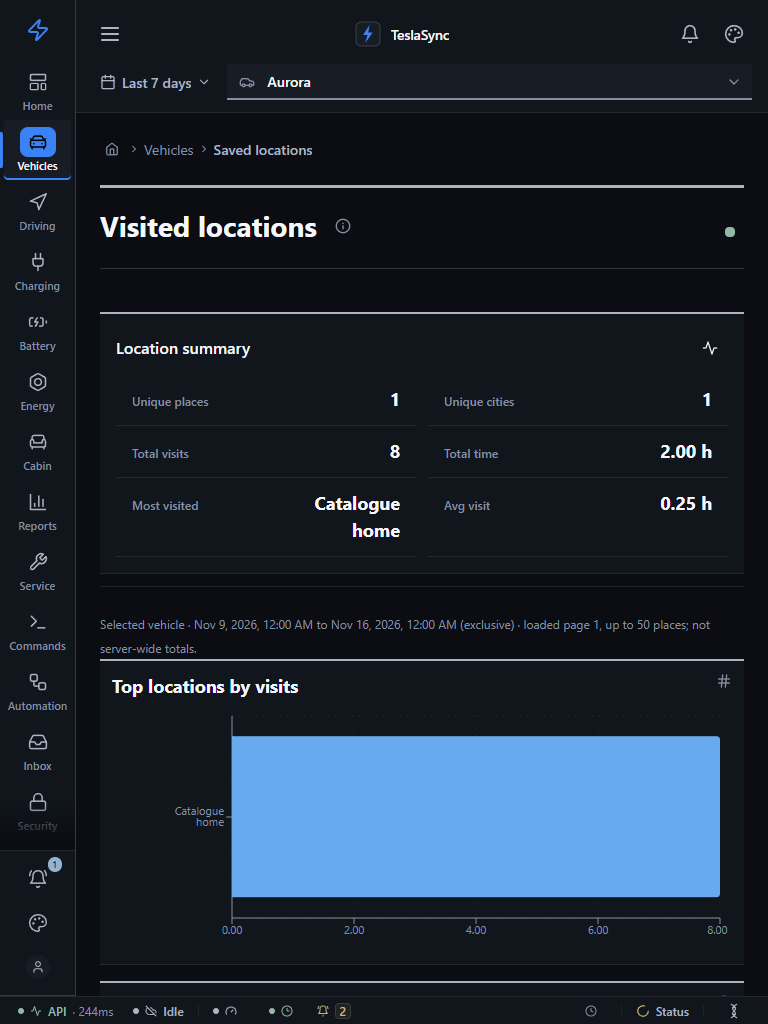 TeslaSync
Last 7 days
Aurora
Home
Vehicles
Driving
Charging
Battery
Energy
Cabin
Reports
Service
Commands
Automation
Inbox
Security
1
Vehicles
Saved locations
Visited locations
Location summary
Unique places 1
Unique cities 1
Total visits 8
Total time 2.00 h
Most visited Catalogue
home
Avg visit 0.25 h
Selected vehicle · Nov 9, 2026, 12:00 AM to Nov 16, 2026, 12:00 AM (exclusive) · loaded page 1, up to 50 places; not
server-wide totals.
Top locations by visits
Catalogue
home
0.00 2.00 4.00 6.00 8.00
API · 244ms
Idle
2
Status